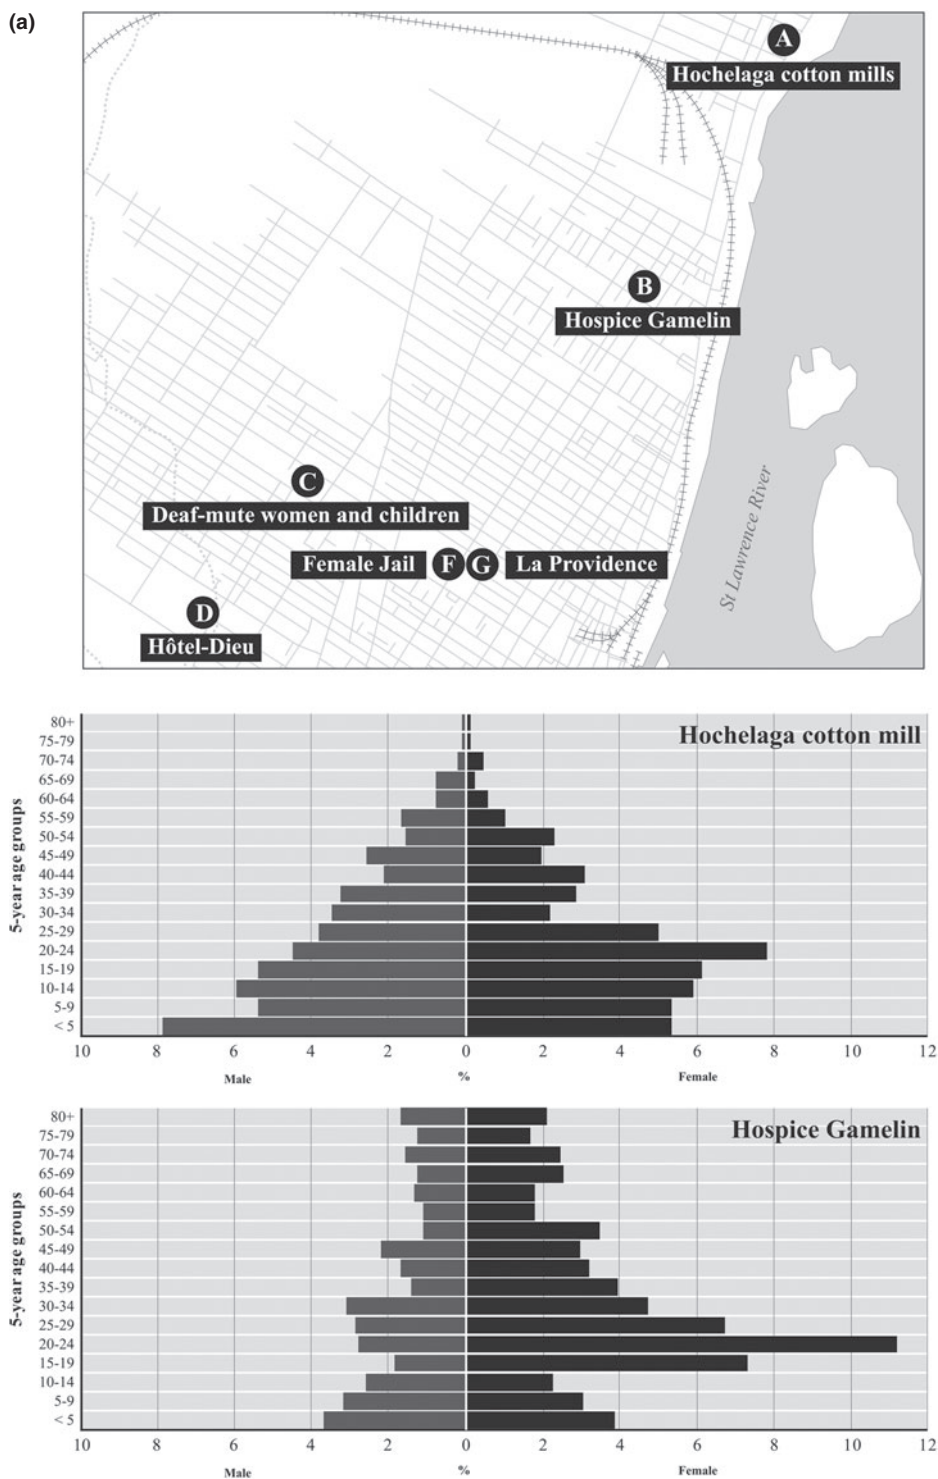 (a)
A
Hochelaga cotton mills
B
Hospice Gamelin
C
Deaf-mute women and children
Female Jail F G La Providence
D
Hôtel-Dieu
St Lawrence River
Hochelaga cotton mill
5-year age groups
80+
75-79
70-74
65-69
60-64
55-59
50-54
45-49
40-44
35-39
30-34
25-29
20-24
15-19
10-14
5-9
< 5
10 8 6 4 2 0 2 4 6 8 10 12
Male % Female
Hospice Gamelin
5-year age groups
80+
75-79
70-74
65-69
60-64
55-59
50-54
45-49
40-44
35-39
30-34
25-29
20-24
15-19
10-14
5-9
< 5
10 8 6 4 2 0 2 4 6 8 10 12
Male % Female